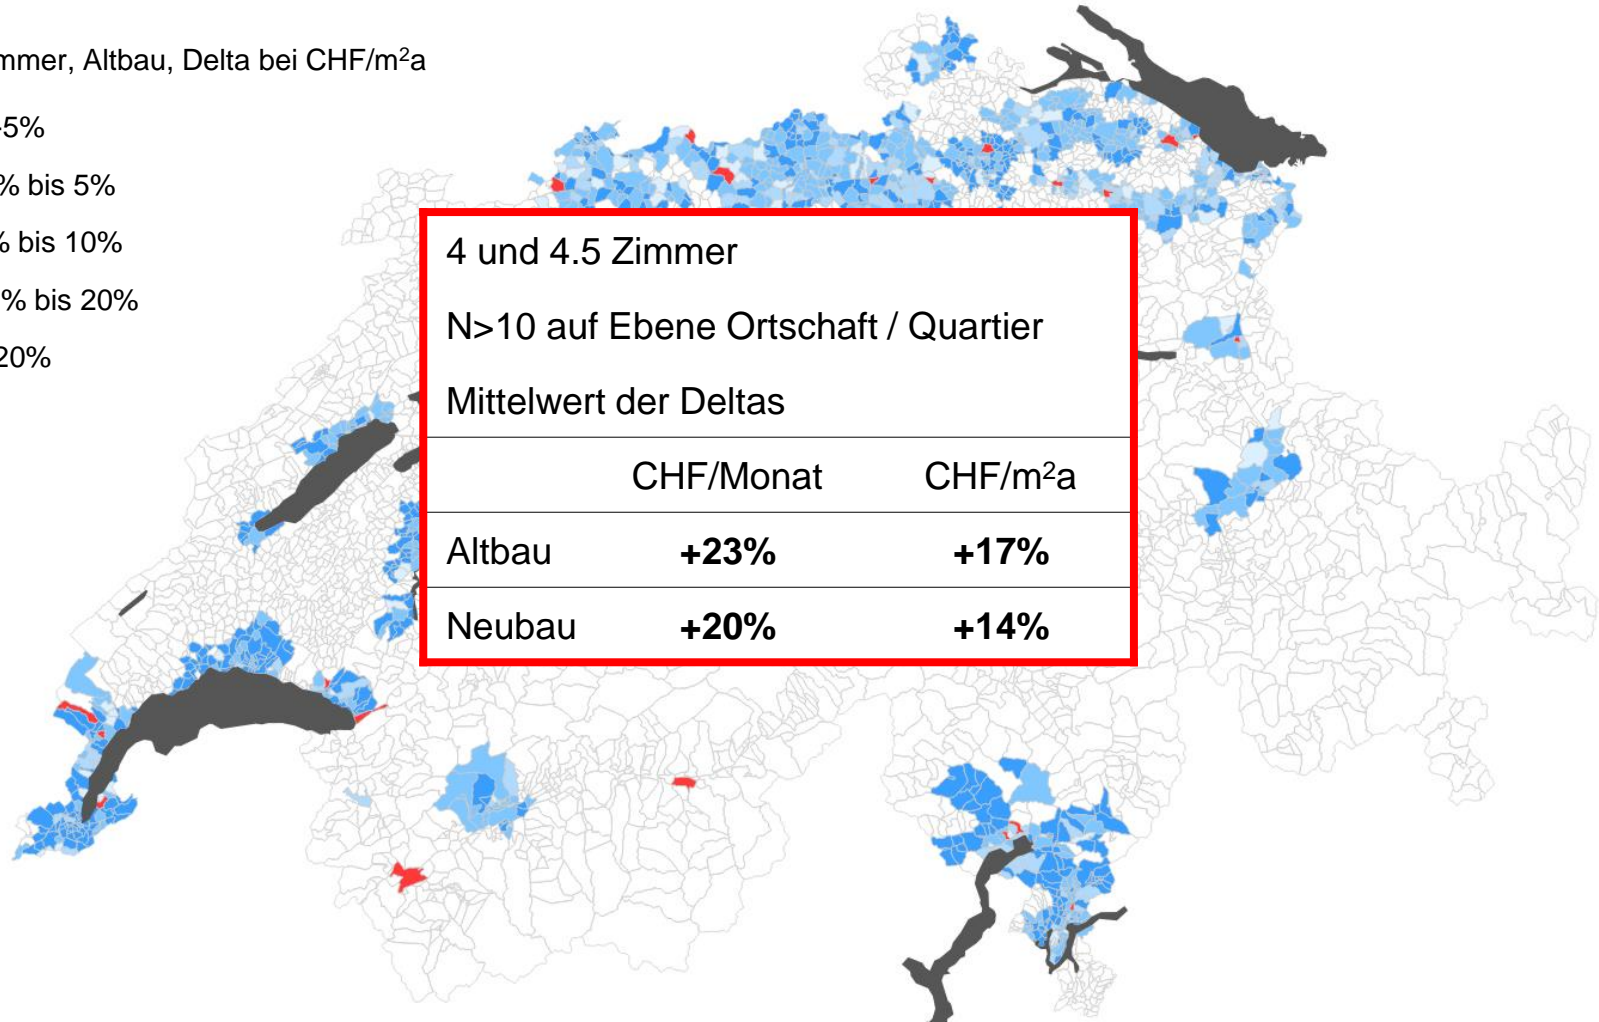 mmer, Altbau, Delta bei CHF/m²a
5%
% bis 5%
% bis 10%
% bis 20%
20%
4 und 4.5 Zimmer
N>10 auf Ebene Ortschaft / Quartier
Mittelwert der Deltas
CHF/Monat CHF/m²a
Altbau +23% +17%
Neubau +20% +14%